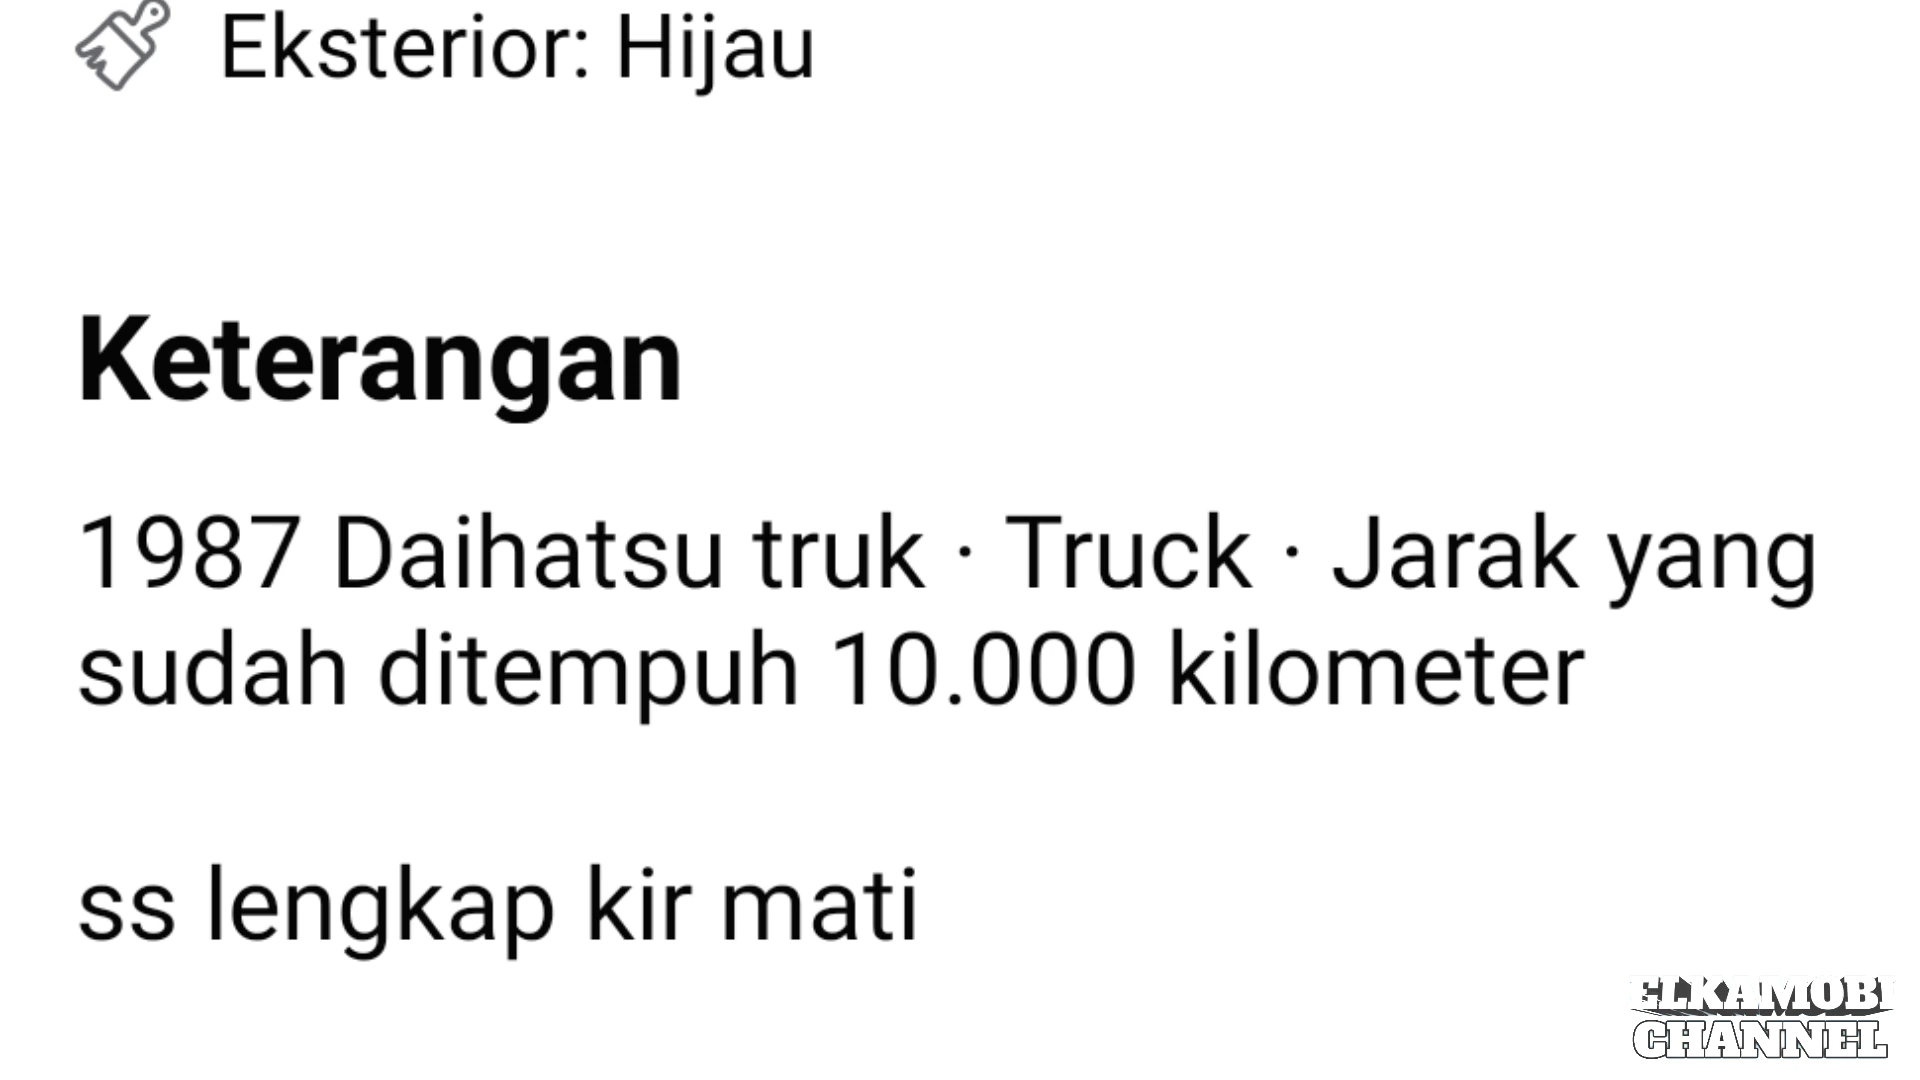 Eksterior: Hijau
Keterangan
1987 Daihatsu truk · Truck · Jarak yang
sudah ditempuh 10.000 kilometer
ss lengkap kir mati
ELKAMOBI
CHANNEL